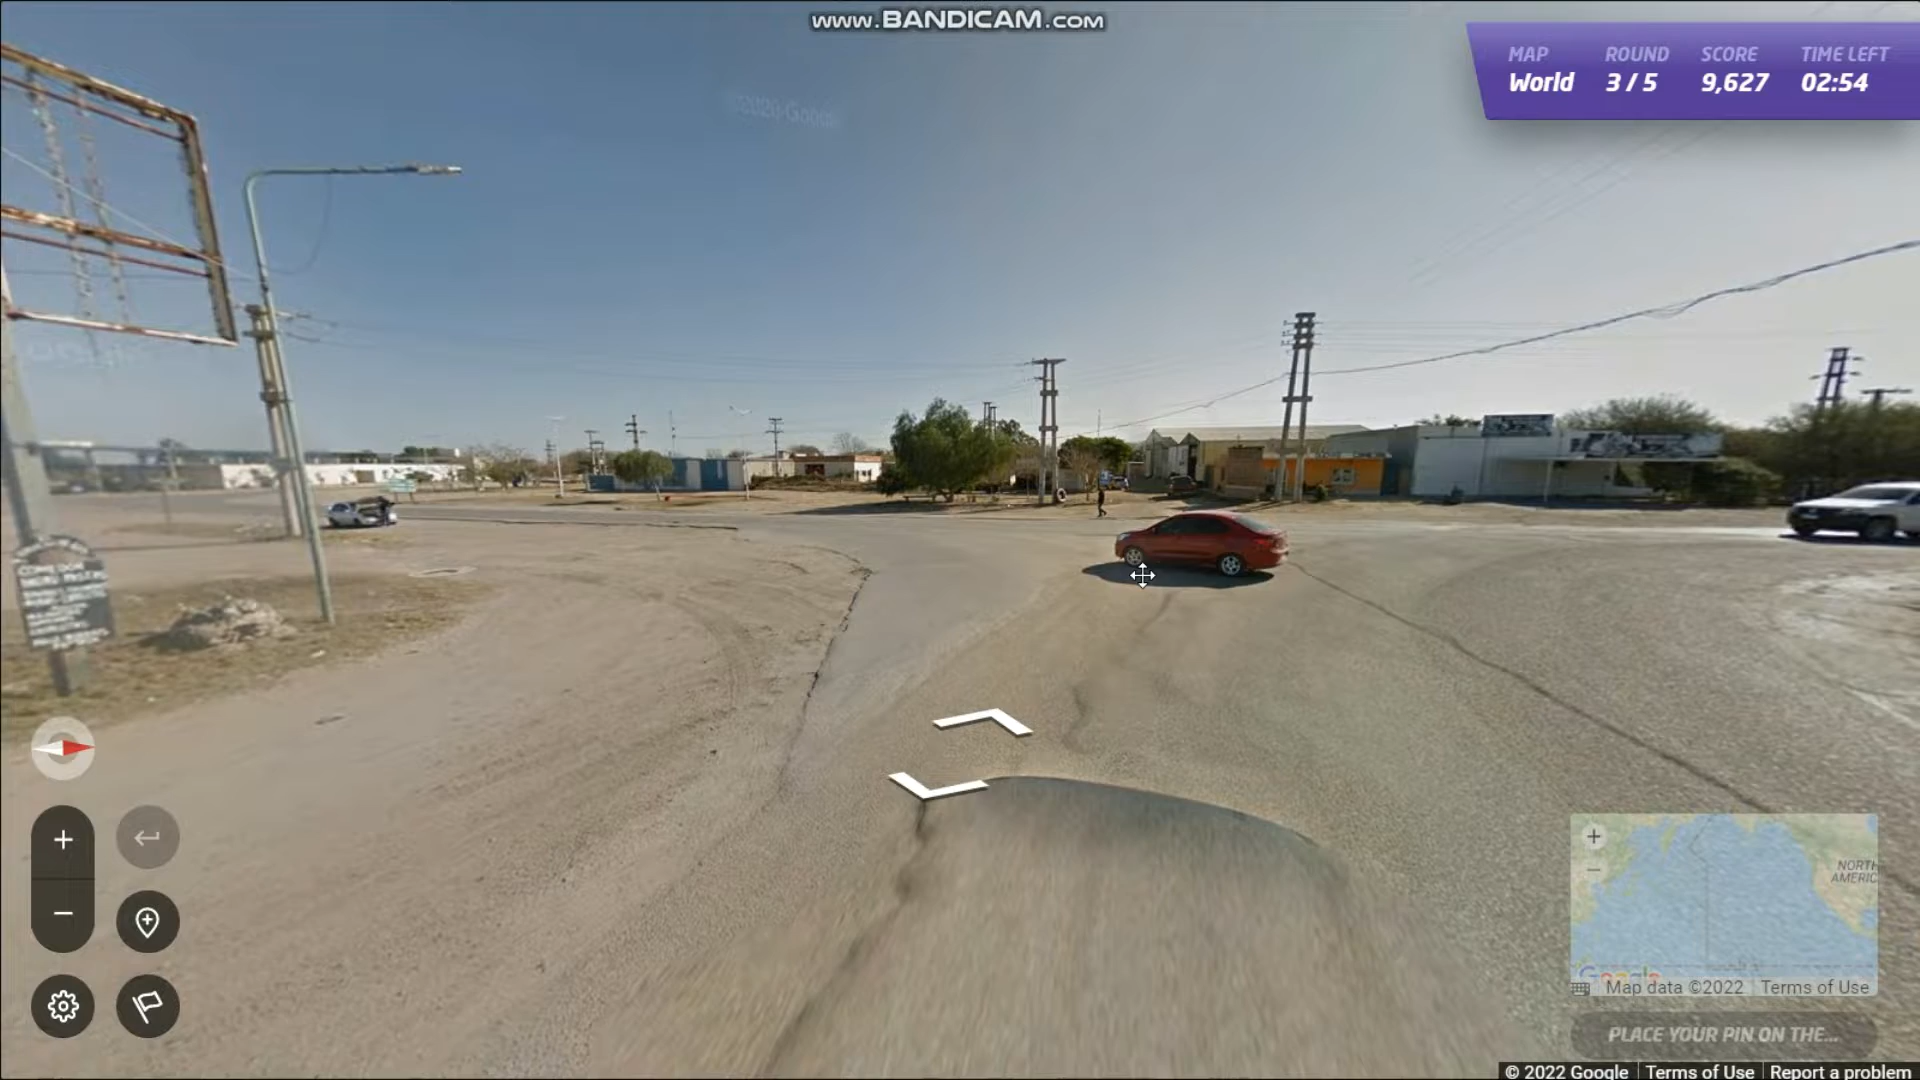 www.BANDICAM.com
MAP ROUND SCORE TIME LEFT
World 3 / 5 9,627 02:54
NORTH
AMERIC
Google
Map data ©2022 Terms of Use
PLACE YOUR PIN ON THE...
© 2022 Google Terms of Use Report a problem